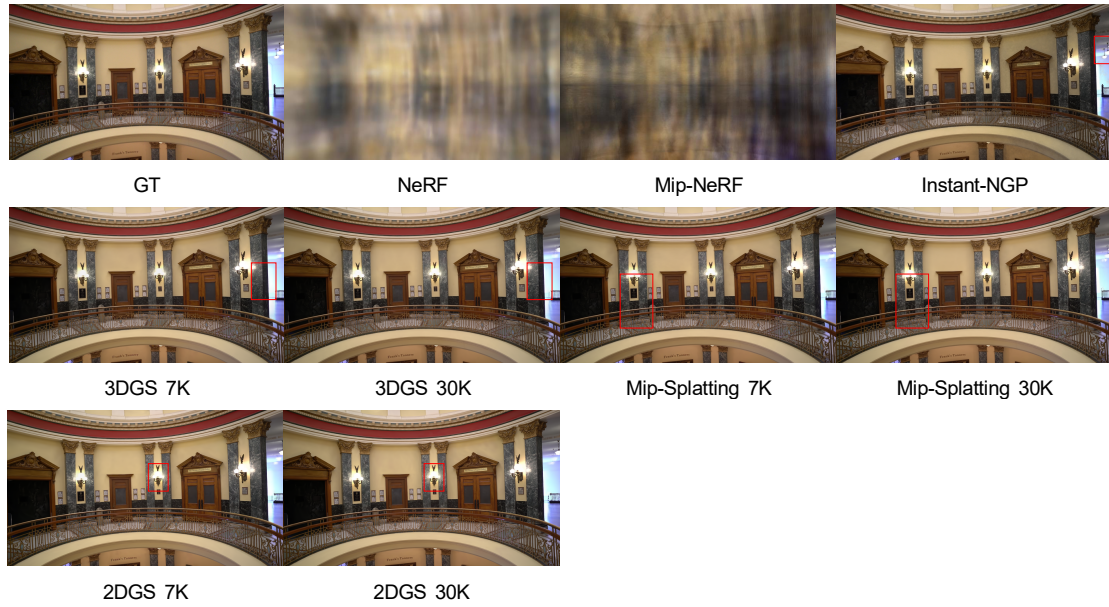 GT
NeRF
Mip-NeRF
Instant-NGP
3DGS 7K
3DGS 30K
Mip-Splatting 7K
Mip-Splatting 30K
2DGS 7K
2DGS 30K